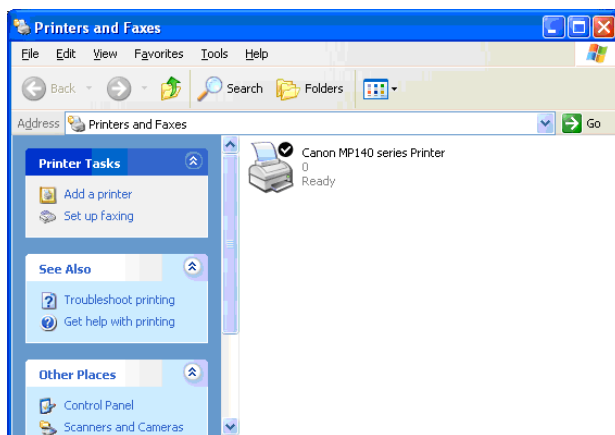 Printers and Faxes
File Edit View Favorites Tools Help
Back Search Folders
Address Printers and Faxes Go
Printer Tasks
Add a printer
Set up faxing
See Also
Troubleshoot printing
Get help with printing
Other Places
Control Panel
Scanners and Cameras
Canon MP140 series Printer
0
Ready